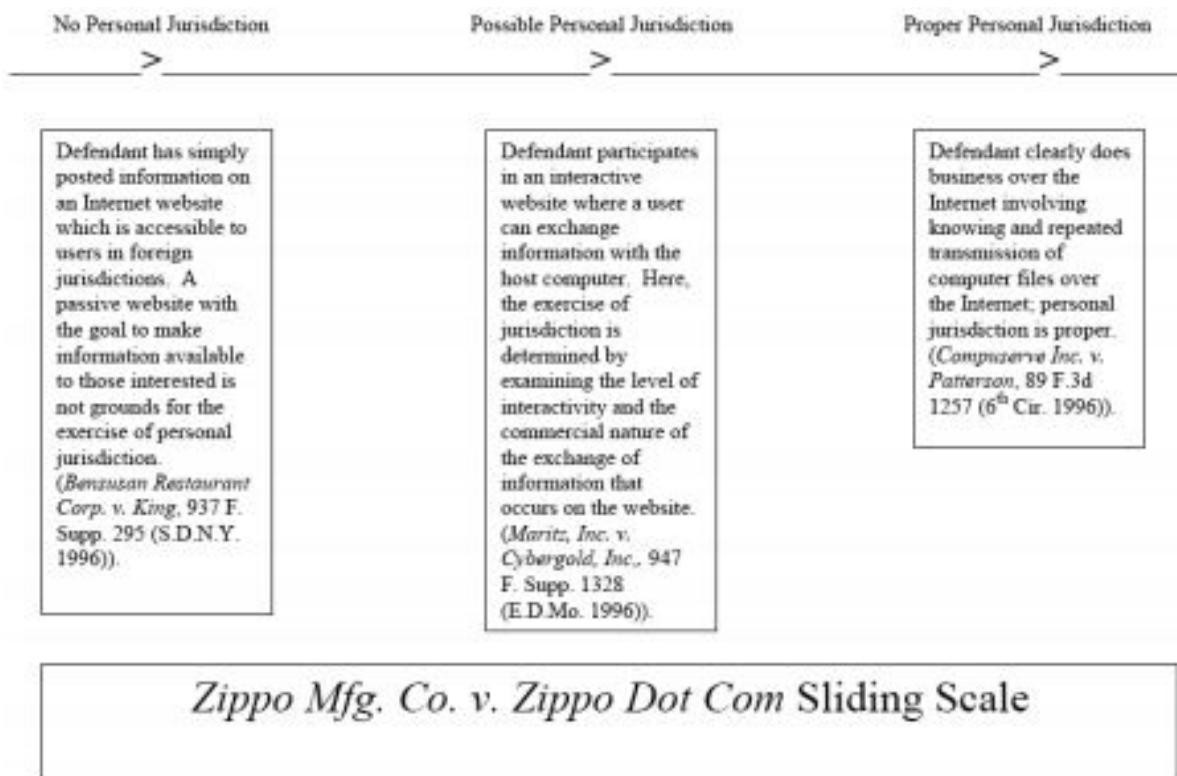 No Personal Jurisdiction
Possible Personal Jurisdiction
Proper Personal Jurisdiction
>
>
>
Defendant has simply
posted information on
an Internet website
which is accessible to
users in foreign
jurisdictions. A
passive website with
the goal to make
information available
to those interested is
not grounds for the
exercise of personal
jurisdiction.
(Bensusan Restaurant
Corp. v. King, 937 F.
Supp. 295 (S.D.N.Y.
1996)).
Defendant participates
in an interactive
website where a user
can exchange
information with the
host computer. Here,
the exercise of
jurisdiction is
determined by
examining the level of
interactivity and the
commercial nature of
the exchange of
information that
occurs on the website.
(Maritz, Inc. v.
Cybergold, Inc., 947
F. Supp. 1328
(E.D.Mo. 1996)).
Defendant clearly does
business over the
Internet involving
knowing and repeated
transmission of
computer files over
the Internet; personal
jurisdiction is proper.
(Compuserve Inc. v.
Patterson, 89 F.3d
1257 (6th Cir. 1996)).
Zippo Mfg. Co. v. Zippo Dot Com Sliding Scale